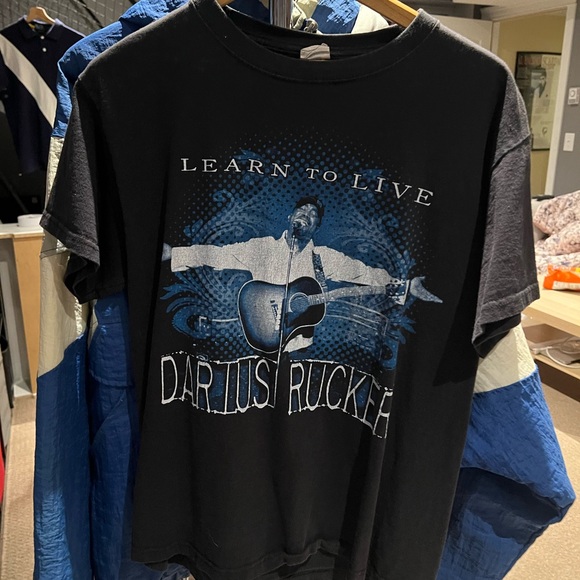 LEARN TO LIVE
DARIUS RUCKER